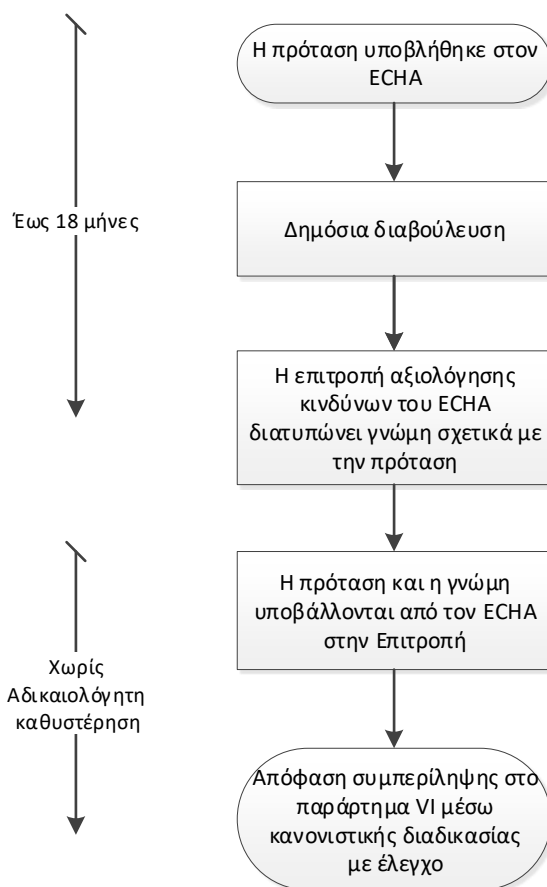 Η πρόταση υποβλήθηκε στον
ECHA
Έως 18 μήνες
Δημόσια διαβούλευση
Η επιτροπή αξιολόγησης
κινδύνων του ECHA
διατυπώνει γνώμη σχετικά με
την πρόταση
Η πρόταση και η γνώμη
υποβάλλονται από τον ECHA
στην Επιτροπή
Χωρίς
Αδικαιολόγητη
καθυστέρηση
Απόφαση συμπερίληψης στο
παράρτημα VI μέσω
κανονιστικής διαδικασίας
με έλεγχο